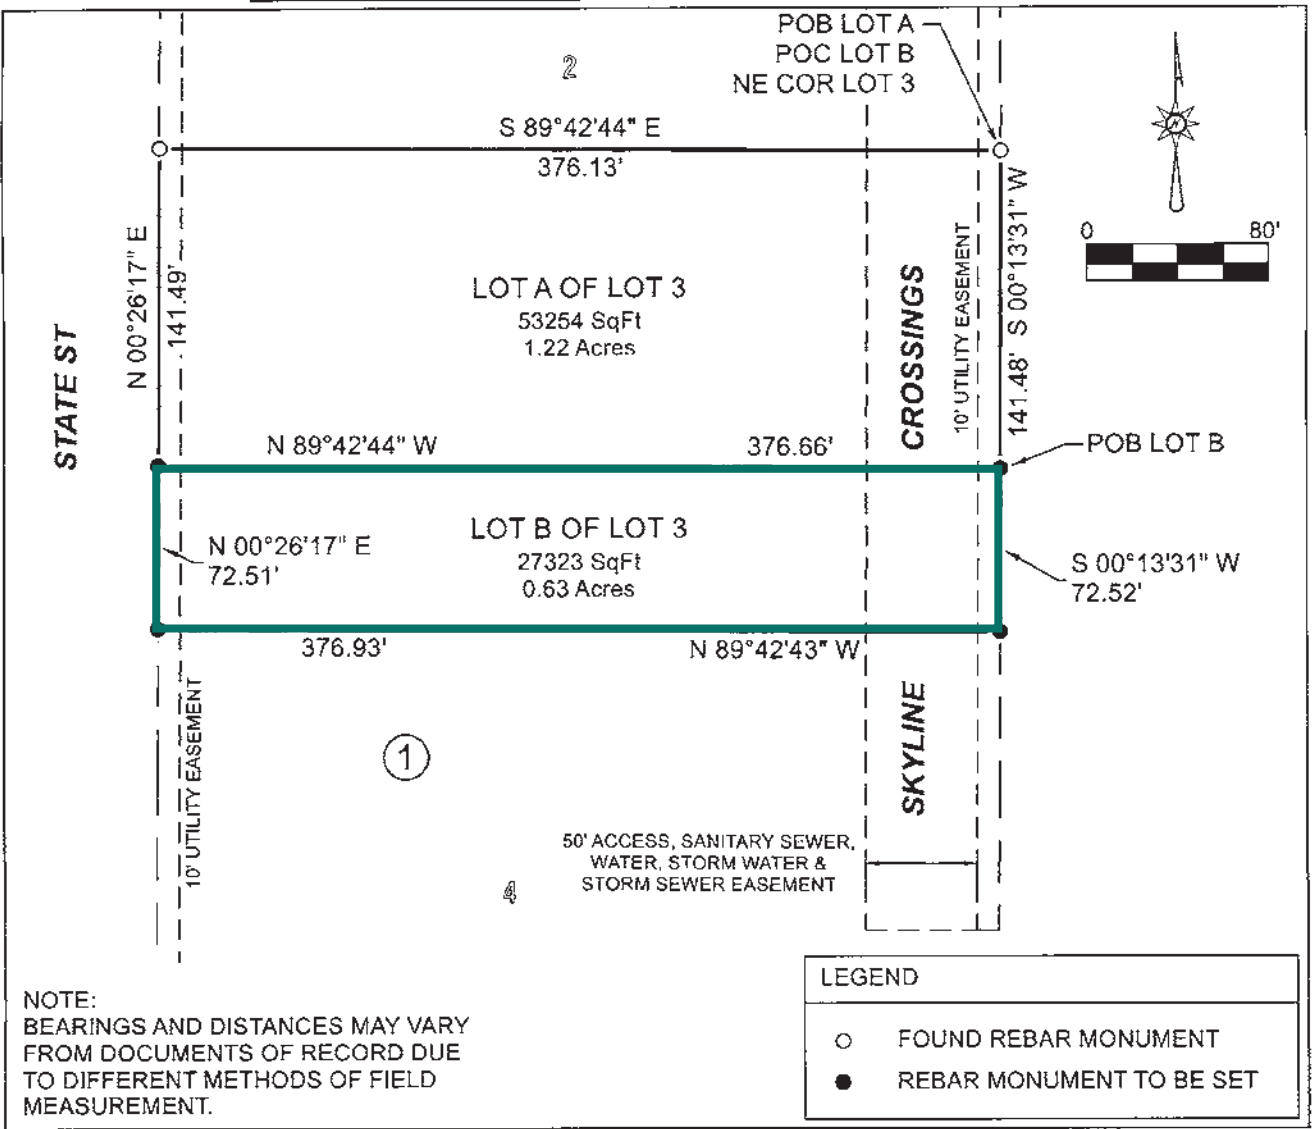 POB LOT A
POC LOT B
NE COR LOT 3
2
S 89°42'44" E
376.13'
N 00°26'17" E
141.49'
LOT A OF LOT 3
53254 SqFt
1.22 Acres
STATE ST
CROSSINGS
10' UTILITY EASEMENT
141.48' S 00°13'31" W
N
0 80'
N 89°42'44" W 376.66'
POB LOT B
LOT B OF LOT 3
27323 SqFt
0.63 Acres
N 00°26'17" E
72.51'
S 00°13'31" W
72.52'
376.93' N 89°42'43" W
10' UTILITY EASEMENT
1
SKYLINE
50' ACCESS, SANITARY SEWER,
WATER, STORM WATER &
STORM SEWER EASEMENT
4
NOTE:
BEARINGS AND DISTANCES MAY VARY
FROM DOCUMENTS OF RECORD DUE
TO DIFFERENT METHODS OF FIELD
MEASUREMENT.
LEGEND
FOUND REBAR MONUMENT
REBAR MONUMENT TO BE SET